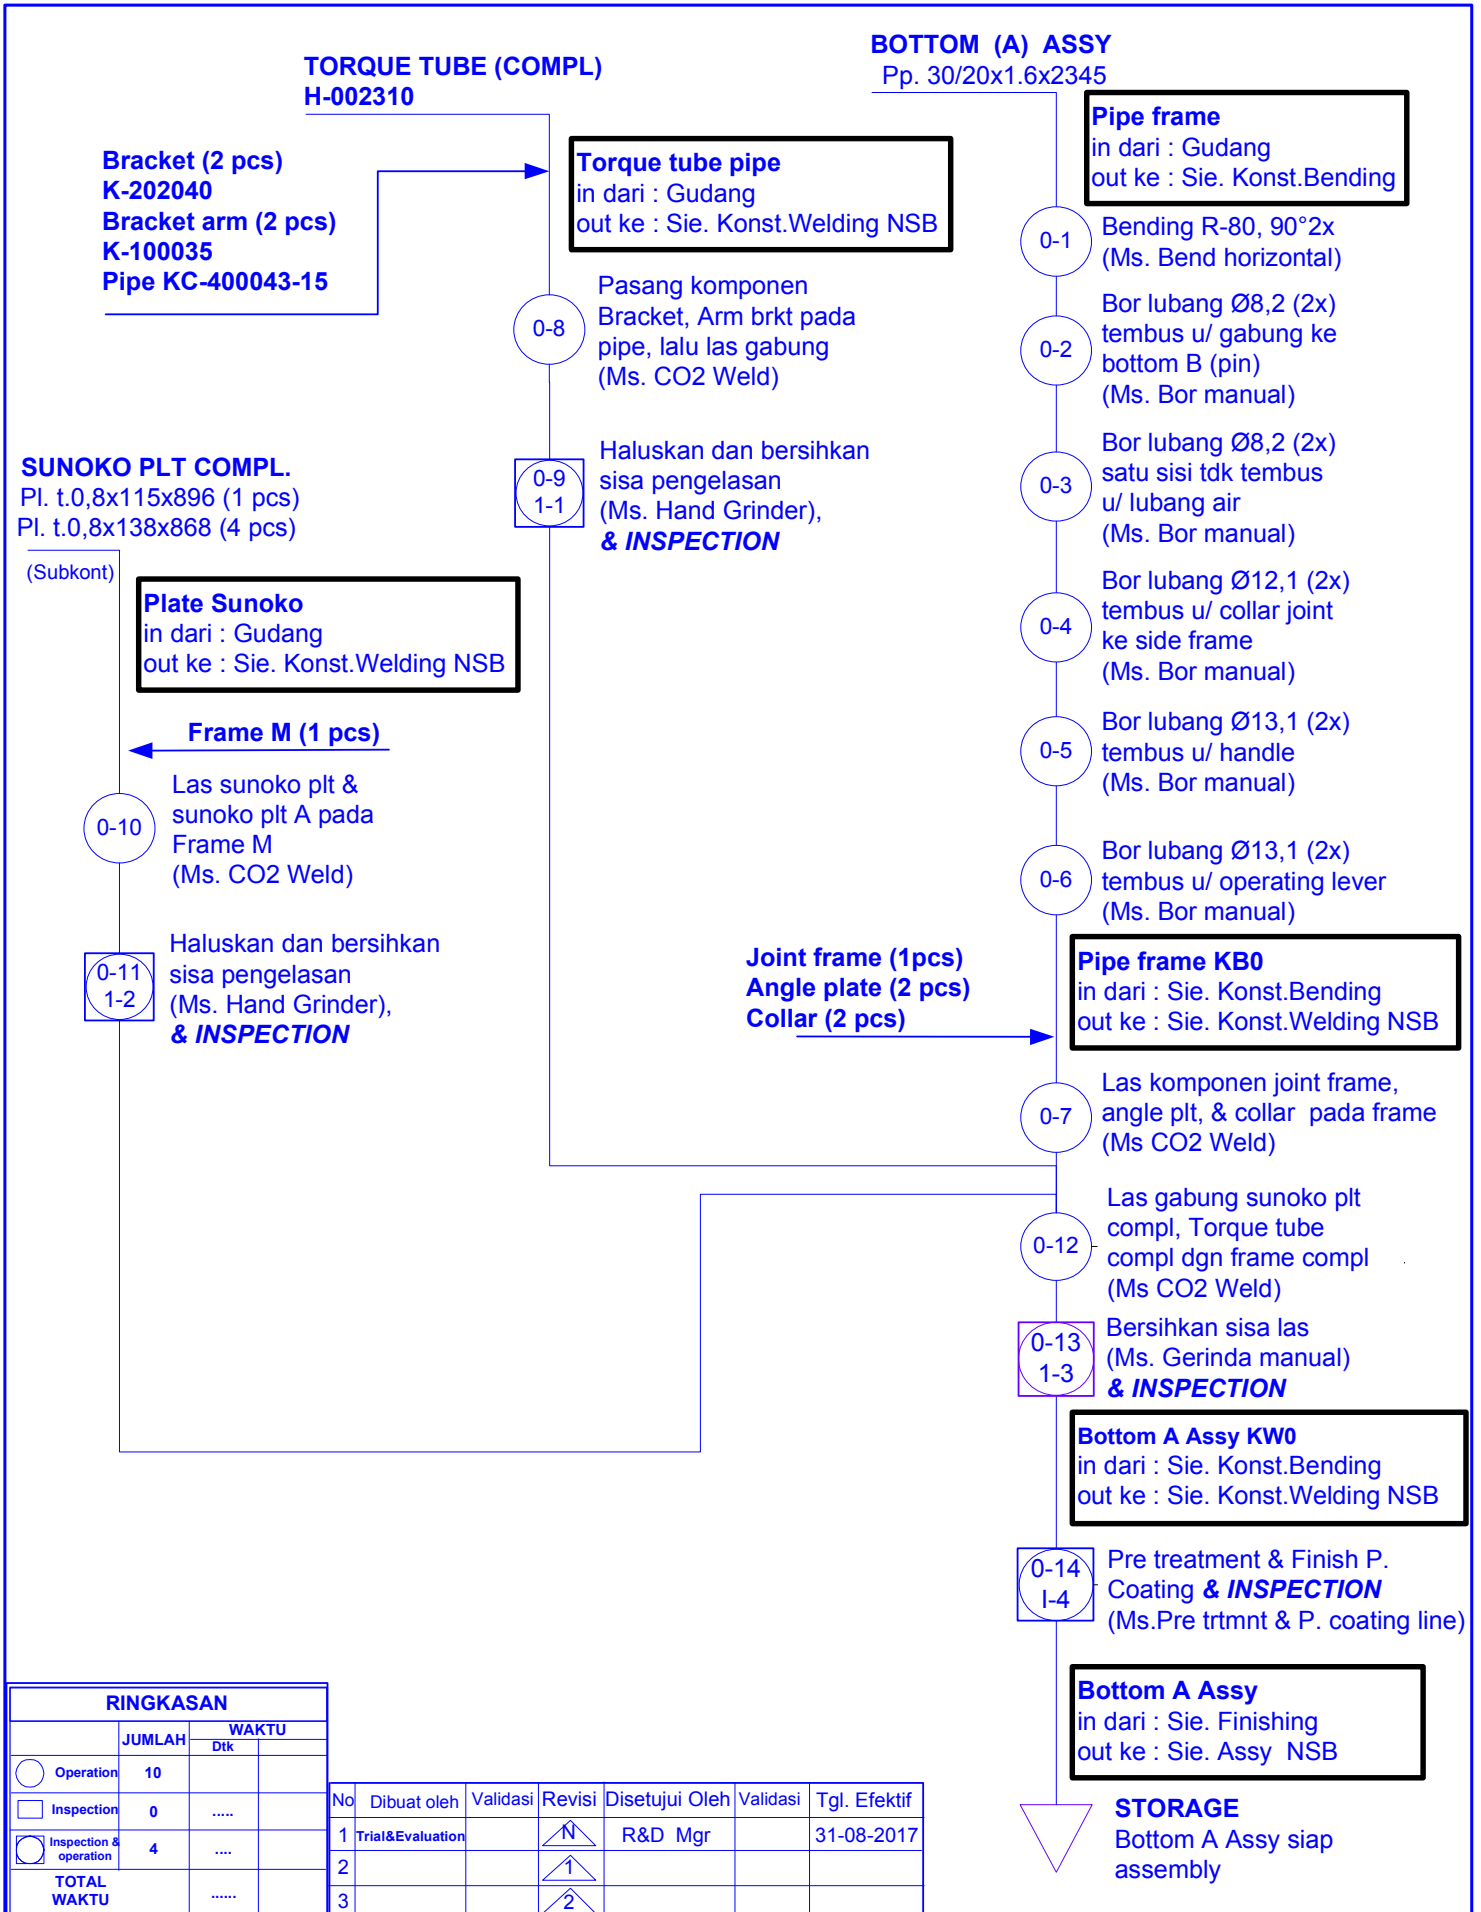 BOTTOM (A) ASSY
Pp. 30/20x1.6x2345
TORQUE TUBE (COMPL)
H-002310
Pipe frame
in dari : Gudang
out ke : Sie. Konst.Bending
Bracket (2 pcs)
K-202040
Bracket arm (2 pcs)
K-100035
Pipe KC-400043-15
Torque tube pipe
in dari : Gudang
out ke : Sie. Konst.Welding NSB
0-1
Bending R-80, 90°2x
(Ms. Bend horizontal)
0-8
Pasang komponen
Bracket, Arm brkt pada
pipe, lalu las gabung
(Ms. CO2 Weld)
0-2
Bor lubang Ø8,2 (2x)
tembus u/ gabung ke
bottom B (pin)
(Ms. Bor manual)
0-9
1-1
Haluskan dan bersihkan
sisa pengelasan
(Ms. Hand Grinder),
& INSPECTION
0-3
Bor lubang Ø8,2 (2x)
satu sisi tdk tembus
u/ lubang air
(Ms. Bor manual)
SUNOKO PLT COMPL.
Pl. t.0,8x115x896 (1 pcs)
Pl. t.0,8x138x868 (4 pcs)
(Subkont)
Plate Sunoko
in dari : Gudang
out ke : Sie. Konst.Welding NSB
0-4
Bor lubang Ø12,1 (2x)
tembus u/ collar joint
ke side frame
(Ms. Bor manual)
Frame M (1 pcs)
0-5
Bor lubang Ø13,1 (2x)
tembus u/ handle
(Ms. Bor manual)
0-10
Las sunoko plt &
sunoko plt A pada
Frame M
(Ms. CO2 Weld)
0-6
Bor lubang Ø13,1 (2x)
tembus u/ operating lever
(Ms. Bor manual)
0-11
1-2
Haluskan dan bersihkan
sisa pengelasan
(Ms. Hand Grinder),
& INSPECTION
Joint frame (1pcs)
Angle plate (2 pcs)
Collar (2 pcs)
Pipe frame KB0
in dari : Sie. Konst.Bending
out ke : Sie. Konst.Welding NSB
0-7
Las komponen joint frame,
angle plt, & collar pada frame
(Ms CO2 Weld)
0-12
Las gabung sunoko plt
compl, Torque tube
compl dgn frame compl
(Ms CO2 Weld)
0-13
1-3
Bersihkan sisa las
(Ms. Gerinda manual)
& INSPECTION
Bottom A Assy KW0
in dari : Sie. Konst.Bending
out ke : Sie. Konst.Welding NSB
0-14
I-4
Pre treatment & Finish P.
Coating & INSPECTION
(Ms.Pre trtmnt & P. coating line)
Bottom A Assy
in dari : Sie. Finishing
out ke : Sie. Assy NSB
STORAGE
Bottom A Assy siap
assembly
RINGKASAN
JUMLAH WAKTU
Dtk
Operation 10
Inspection 0 .....
Inspection &
operation 4 ....
TOTAL
WAKTU ......
No Dibuat oleh Validasi Revisi Disetujui Oleh Validasi Tgl. Efektif
1 Trial&Evaluation N R&D Mgr 31-08-2017
2 1
3 2